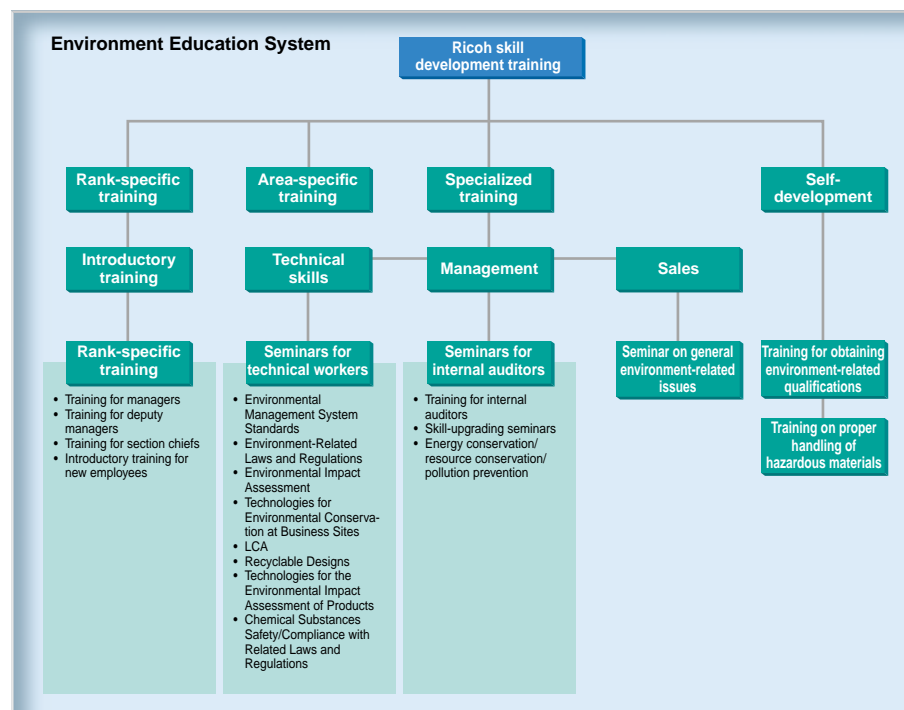 Environment Education System
Ricoh skill
development training
Rank-specific
training
Area-specific
training
Specialized
training
Self-
development
Introductory
training
Technical
skills
Management
Sales
Rank-specific
training
Seminars for
technical workers
Seminars for
internal auditors
Seminar on general
environment-related
issues
Training for obtaining
environment-related
qualifications
Training on proper
handling of
hazardous materials
• Training for managers
• Training for deputy
managers
• Training for section chiefs
• Introductory training for
new employees
• Environmental
Management System
Standards
• Environment-Related
Laws and Regulations
• Environmental Impact
Assessment
• Technologies for
Environmental Conserva-
tion at Business Sites
• LCA
• Recyclable Designs
• Technologies for the
Environmental Impact
Assessment of Products
• Chemical Substances
Safety/Compliance with
Related Laws and
Regulations
• Training for internal
auditors
• Skill-upgrading seminars
• Energy conservation/
resource conservation/
pollution prevention